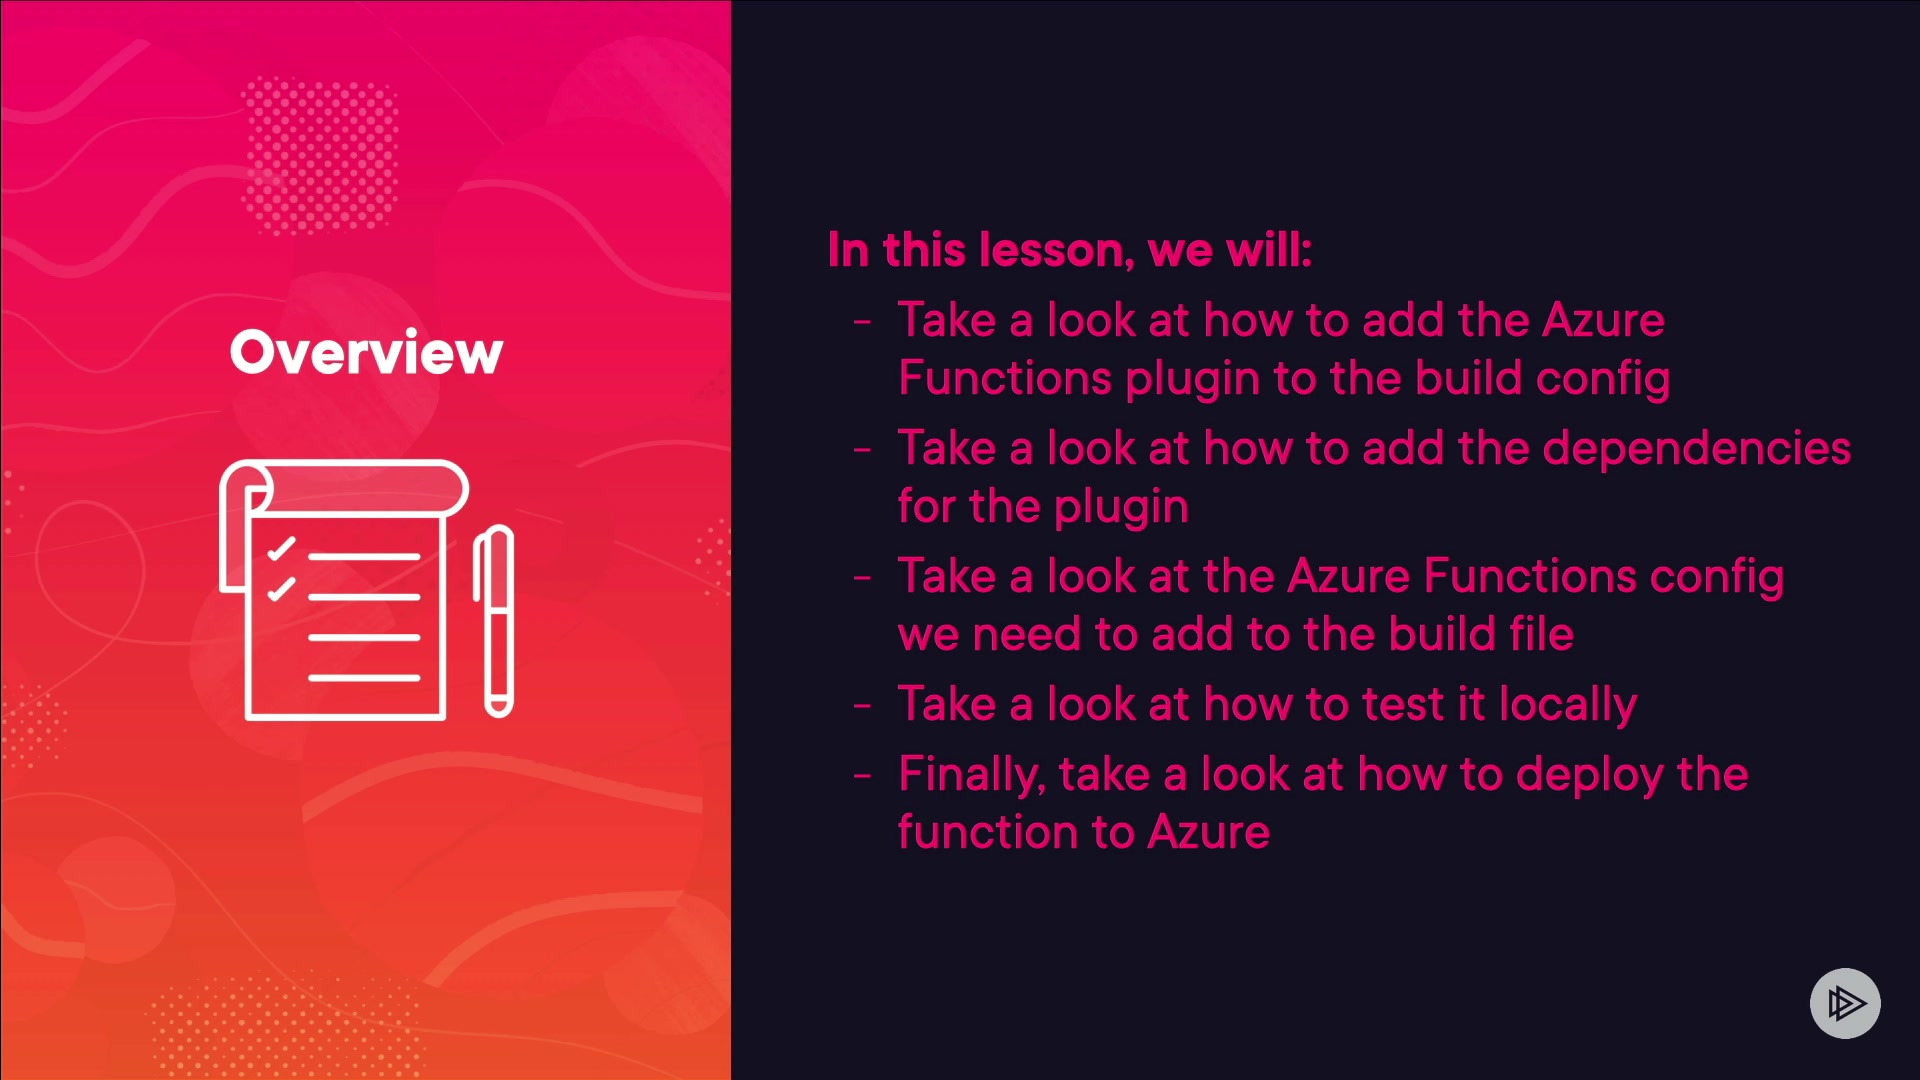 Overview
In this lesson, we will:
- Take a look at how to add the Azure
Functions plugin to the build config
- Take a look at how to add the dependencies
for the plugin
- Take a look at the Azure Functions config
we need to add to the build file
- Take a look at how to test it locally
- Finally, take a look at how to deploy the
function to Azure